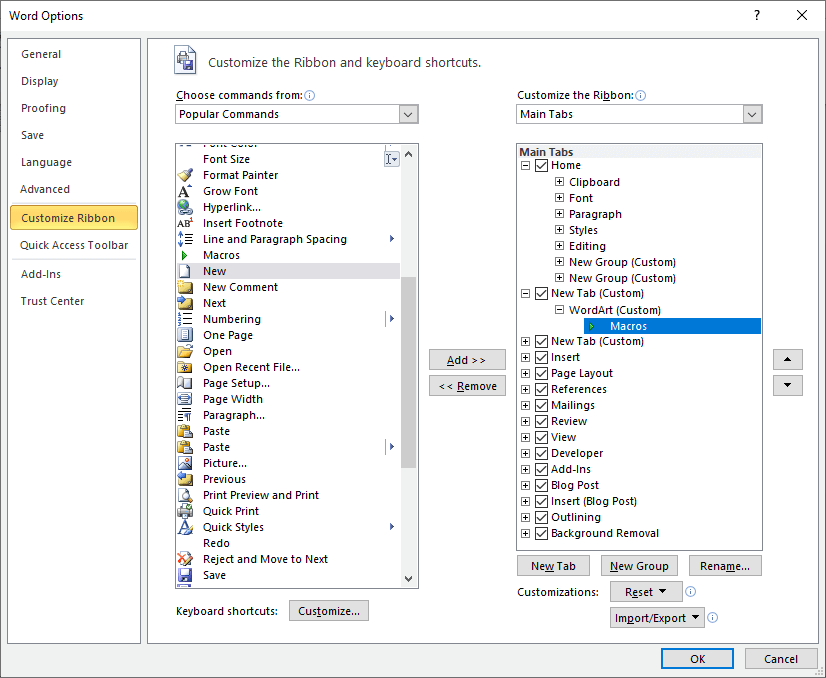 Word Options
?
General
Display
Proofing
Save
Language
Advanced
Customize Ribbon
Quick Access Toolbar
Add-Ins
Trust Center
Customize the Ribbon and keyboard shortcuts.
Choose commands from:
Popular Commands
Font Color
Font Size
Format Painter
Grow Font
Hyperlink...
Insert Footnote
Line and Paragraph Spacing
Macros
New
New Comment
Next
Numbering
One Page
Open
Open Recent File...
Page Setup...
Page Width
Paragraph...
Paste
Paste
Picture...
Previous
Print Preview and Print
Quick Print
Quick Styles
Redo
Reject and Move to Next
Save
Keyboard shortcuts:
Customize...
Add >>
<< Remove
Customize the Ribbon:
Main Tabs
Main Tabs
Home
Clipboard
Font
Paragraph
Styles
Editing
New Group (Custom)
New Group (Custom)
New Tab (Custom)
WordArt (Custom)
Macros
New Tab (Custom)
Insert
Page Layout
References
Mailings
Review
View
Developer
Add-Ins
Blog Post
Insert (Blog Post)
Outlining
Background Removal
New Tab
New Group
Rename...
Customizations:
Reset
Import/Export
OK
Cancel